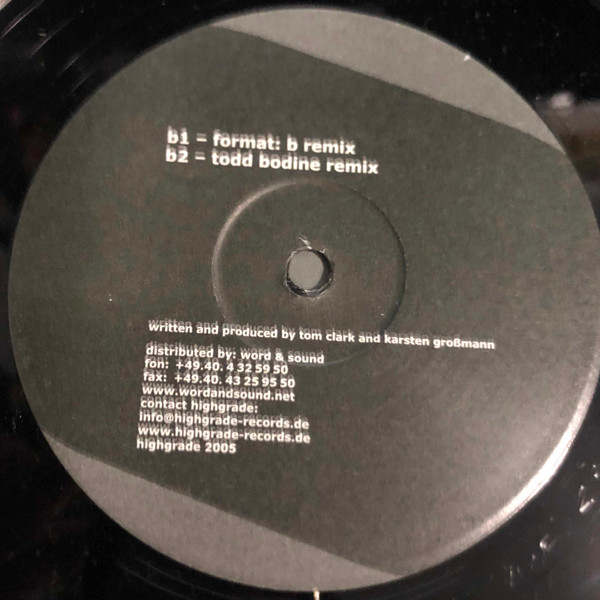 b1 – format: b remix
b2 – todd bodine remix
written and produced by tom clark and karsten großmann
distributed by: word & sound
fon: +49.40. 4 32 59 50
fax: +49.40. 43 25 95 50
www.wordandsound.net
contact highgrade:
info@highgrade-records.de
www.highgrade-records.de
highgrade 2005